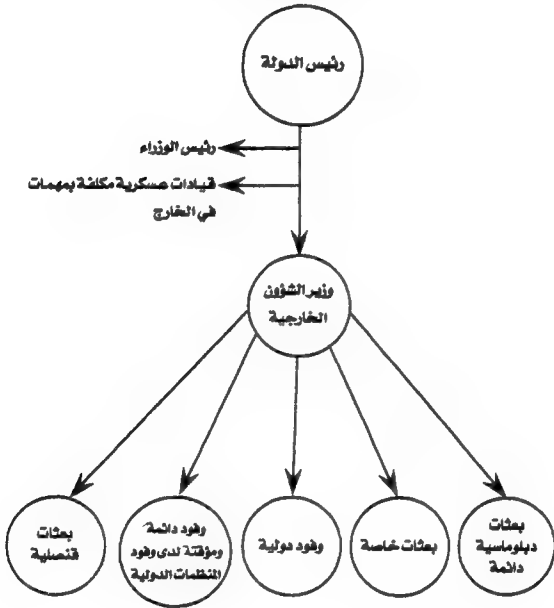 رئيس الدولة
رئيس الوزراء
قيادات عسكرية مكلفة بمهمات
في الخارج
وزير الشؤون
الخارجية
بعثات
دبلوماسية
دائمة
بعثات خاصة
وفود دولية
وفود دائمة
ومؤقتة لدى وفود
المنظمات الدولية
بعثات
قنصلية